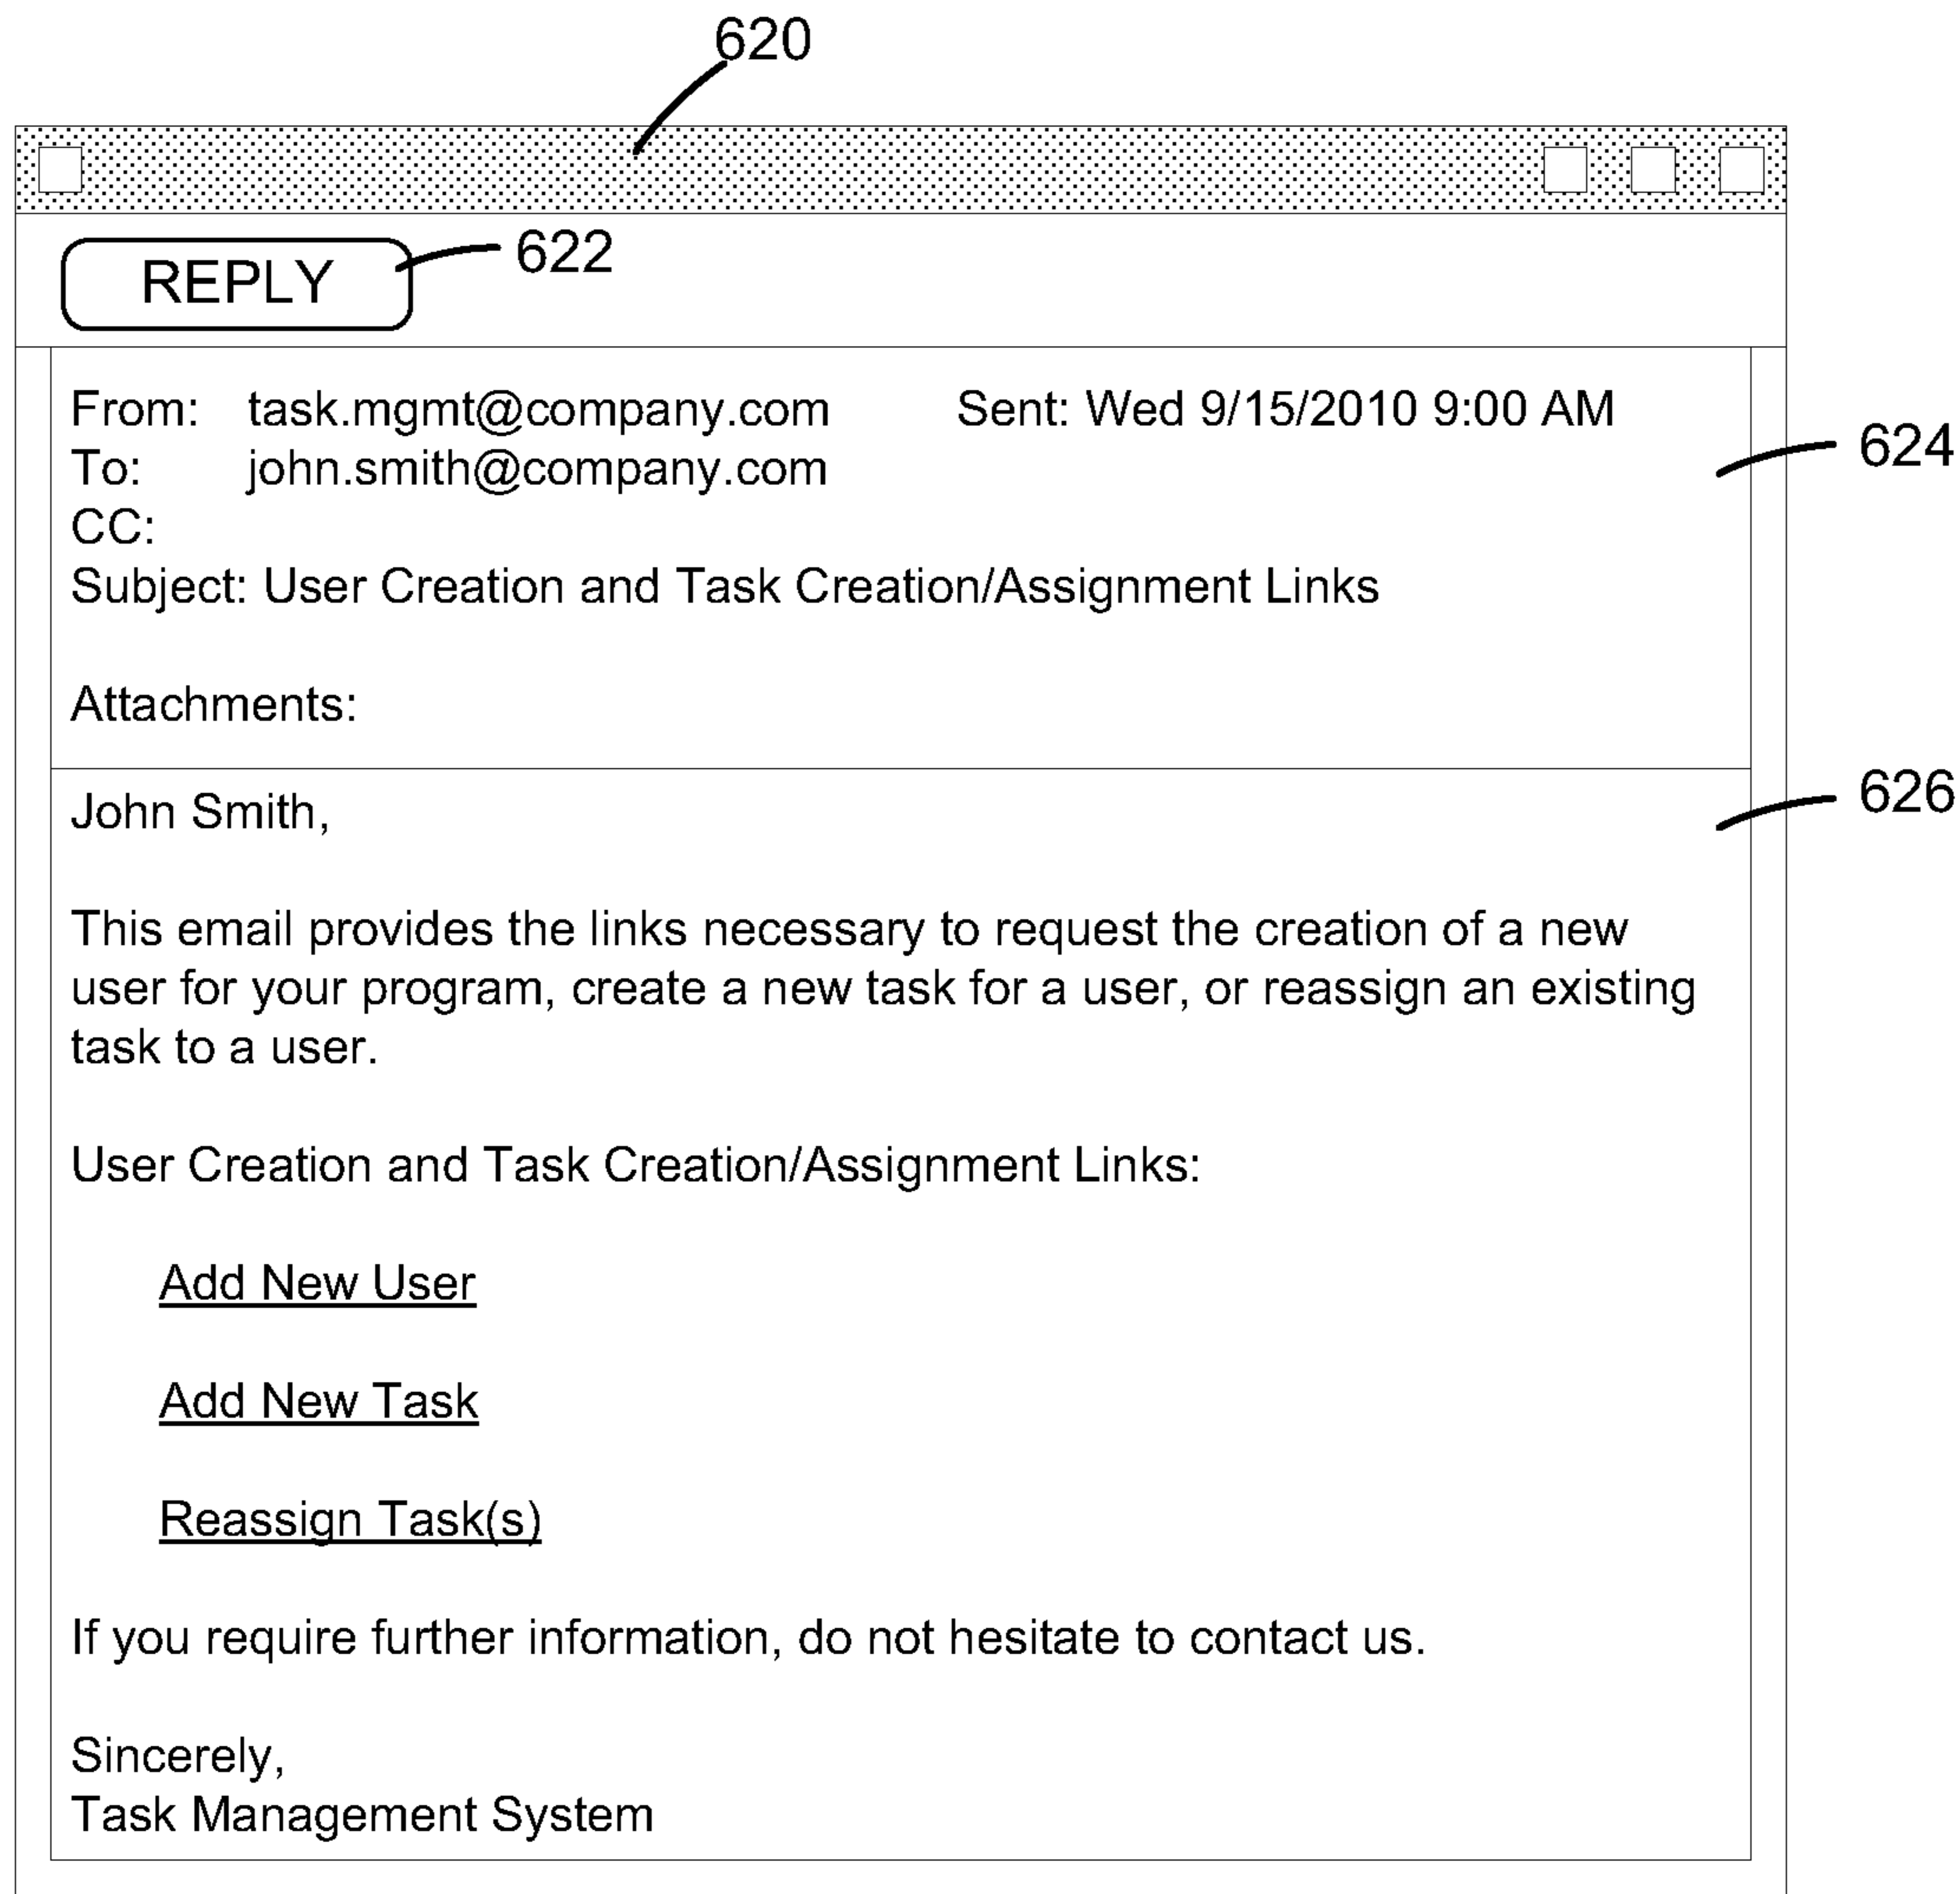 620
REPLY
622
From: task.mgmt@company.com Sent: Wed 9/15/2010 9:00 AM
To: john.smith@company.com
624
CC:
Subject: User Creation and Task Creation/Assignment Links
Attachments:
626
John Smith,
This email provides the links necessary to request the creation of a new
user for your program, create a new task for a user, or reassign an existing
task to a user.
User Creation and Task Creation/Assignment Links:
Add New User
Add New Task
Reassign Task(s)
If you require further information, do not hesitate to contact us.
Sincerely,
Task Management System